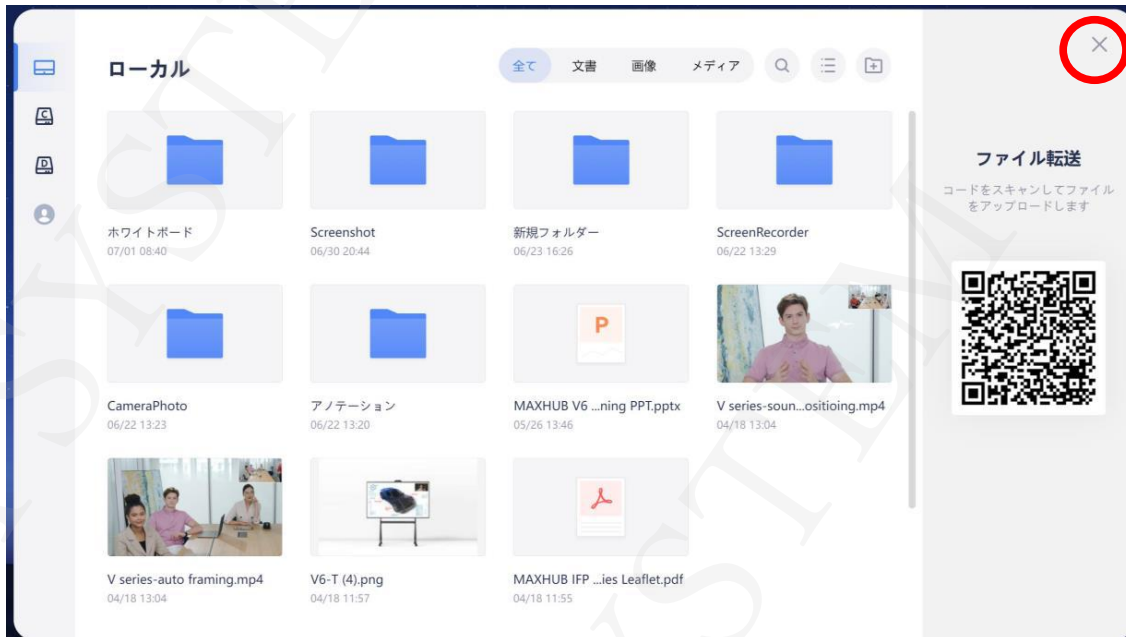 ローカル
全て 文書 画像 メディア
C
D
ホワイトボード
07/01 08:40
Screenshot
06/30 20:44
新規フォルダー
06/23 16:26
ScreenRecorder
06/22 13:29
CameraPhoto
06/22 13:23
アノテーション
06/22 13:20
P
MAXHUB V6 ...ning PPT.pptx
05/26 13:46
V series-soun...ositioing.mp4
04/18 13:04
V series-auto framing.mp4
04/18 13:04
V6-T (4).png
04/18 11:57
MAXHUB IFP ...ies Leaflet.pdf
04/18 11:55
ファイル転送
コードをスキャンしてファイル
をアップロードします
SYSTEM
SYSTEM